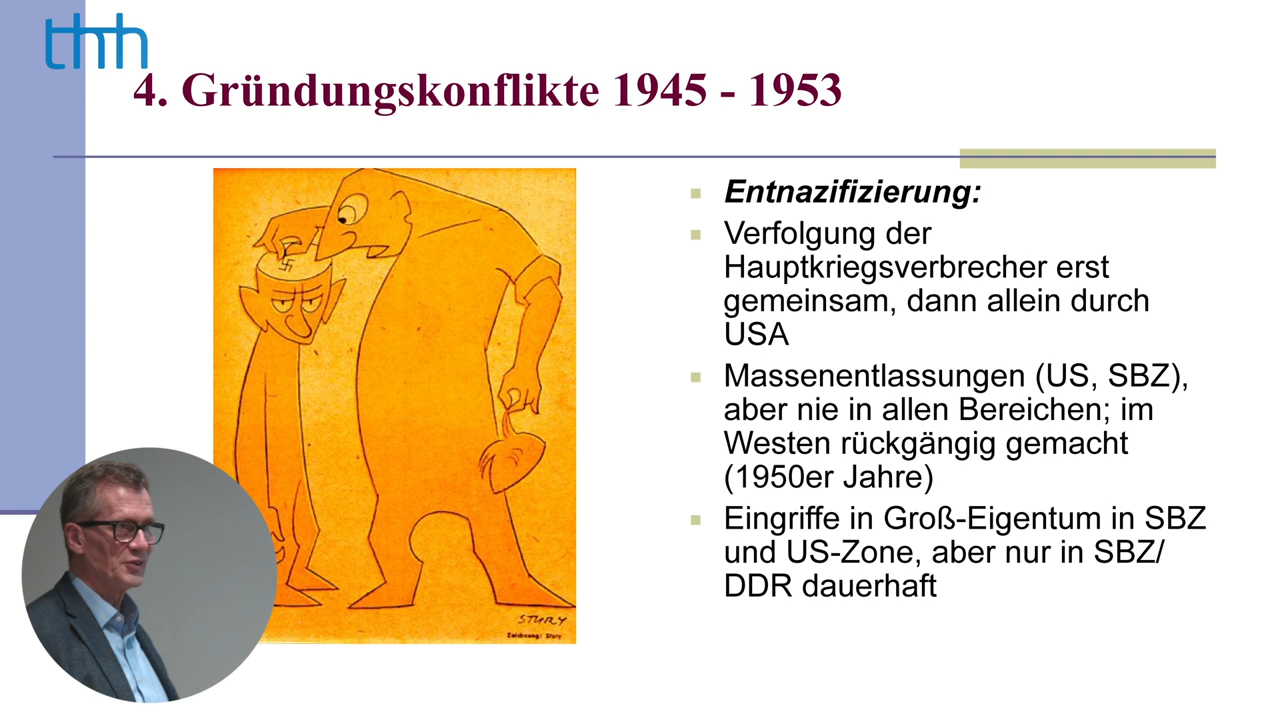 thh
4. Gründungskonflikte 1945 - 1953
Entnazifizierung:
Verfolgung der
Hauptkriegsverbrecher erst
gemeinsam, dann allein durch
USA
Massenentlassungen (US, SBZ),
aber nie in allen Bereichen; im
Westen rückgängig gemacht
(1950er Jahre)
Eingriffe in Groß-Eigentum in SBZ
und US-Zone, aber nur in SBZ/
DDR dauerhaft
STURY
Zeichnung: Stury